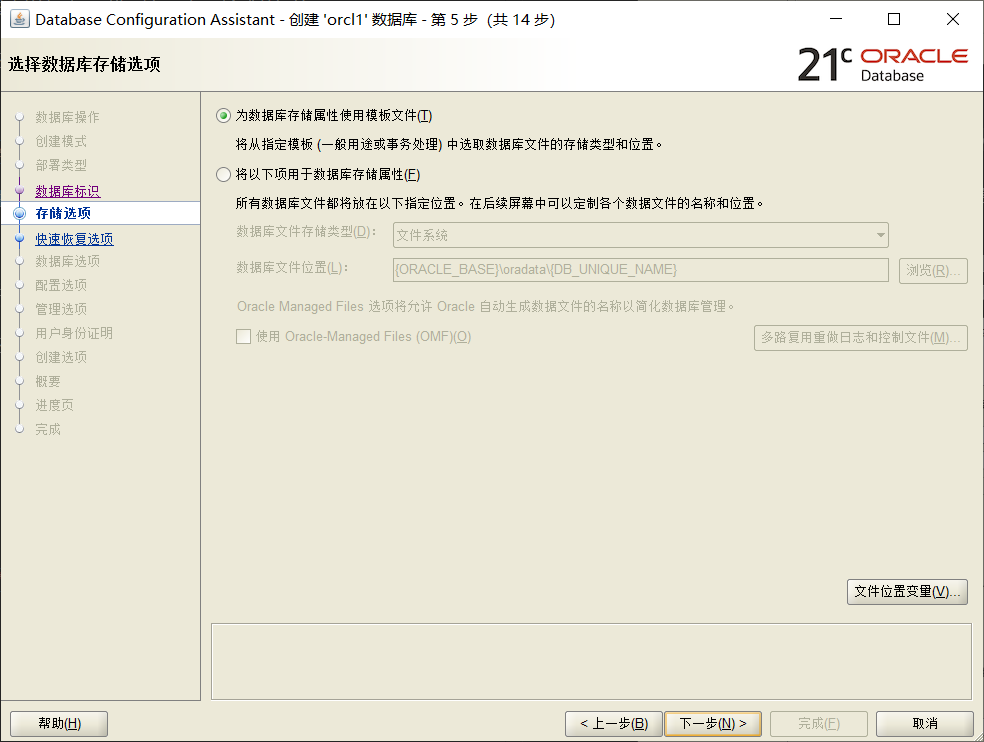 Database Configuration Assistant - 创建 'orcl1' 数据库 - 第 5 步  (共 14 步)
选择数据库存储选项
21c ORACLE Database
数据库操作
创建模式
部署类型
数据库标识
存储选项
快速恢复选项
数据库选项
配置选项
管理选项
用户身份证明
创建选项
概要
进度页
完成
为数据库存储属性使用模板文件(T)
将从指定模板 (一般用途或事务处理) 中选取数据库文件的存储类型和位置。
将以下项用于数据库存储属性(F)
所有数据库文件都将放在以下指定位置。在后续屏幕中可以定制各个数据文件的名称和位置。
数据库文件存储类型(D): 文件系统
数据库文件位置(L): {ORACLE_BASE}\oradata\{DB_UNIQUE_NAME} 浏览(R)...
Oracle Managed Files 选项将允许 Oracle 自动生成数据文件的名称以简化数据库管理。
使用 Oracle-Managed Files (OMF)(O) 多路复用重做日志和控制文件(M)...
文件位置变量(V)...
帮助(H) < 上一步(B) 下一步(N) > 完成(F) 取消